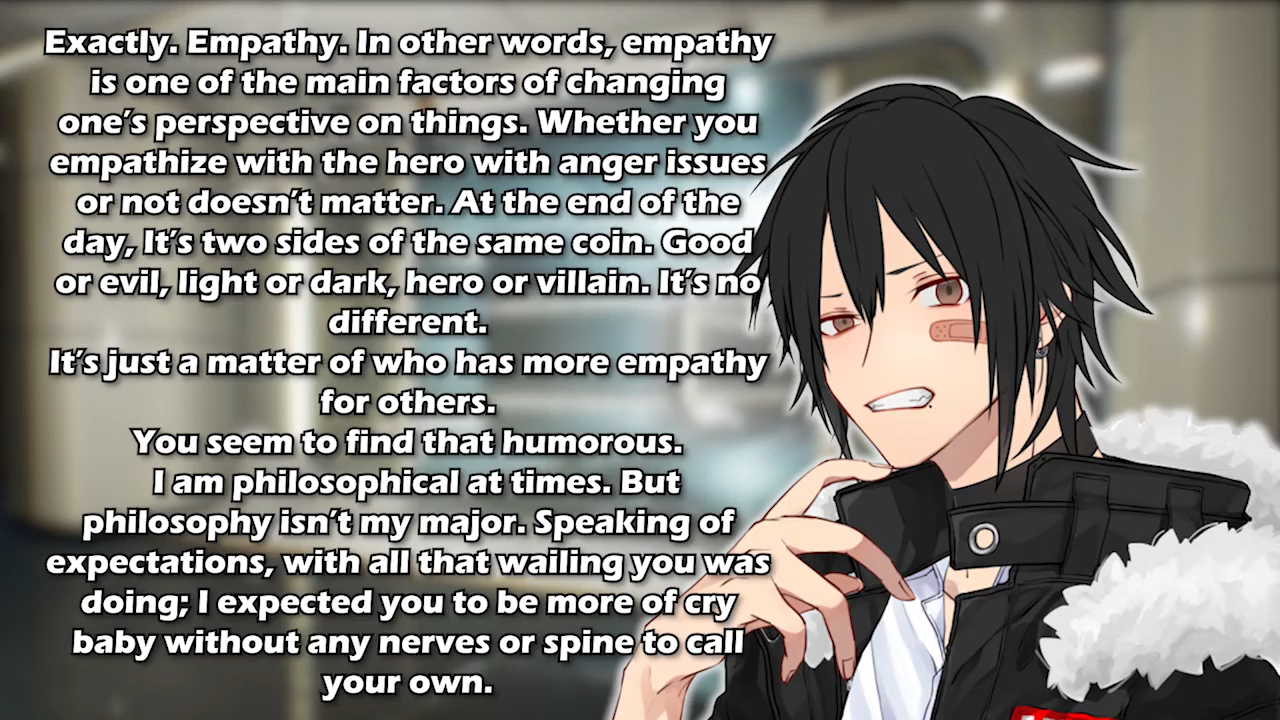 Exactly. Empathy. In other words, empathy
is one of the main factors of changing
one's perspective on things. Whether you
empathize with the hero with anger issues
or not doesn't matter. At the end of the
day, It's two sides of the same coin. Good
or evil, light or dark, hero or villain. It's no
different.
It's just a matter of who has more empathy
for others.
You seem to find that humorous.
I am philosophical at times. But
philosophy isn't my major. Speaking of
expectations, with all that wailing you was
doing; I expected you to be more of cry
baby without any nerves or spine to call
your own.